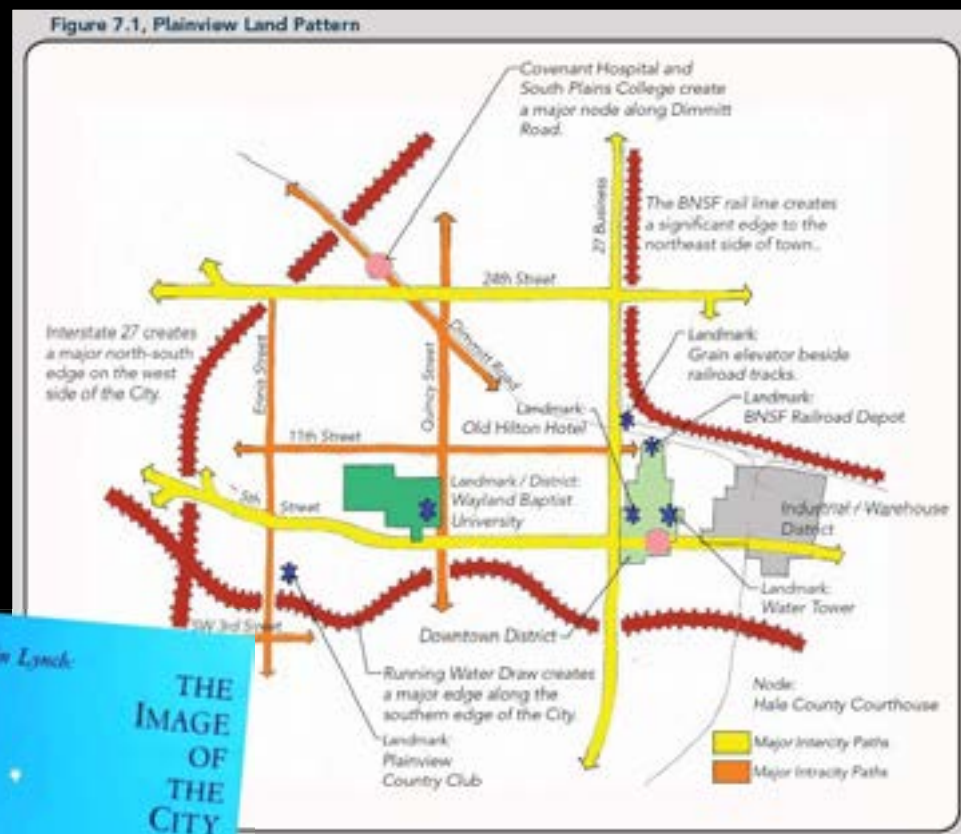 Figure 7.1, Plainview Land Pattern
Covenant Hospital and
South Plains College create
a major node along Dimmitt
Road.
27 Business
The BNSF rail line creates
a significant edge to the
northeast side of town..
24th Street
Interstate 27 creates
a major north-south
edge on the west
side of the City.
Ennis Street
Quincy Street
Dimmitt Road
Landmark:
Grain elevator beside
railroad tracks.
Landmark:
BNSF Railroad Depot
Landmark:
Old Hilton Hotel
11th Street
5th Street
Landmark / District:
Wayland Baptist
University
Industrial / Warehouse
District
Landmark:
Water Tower
Downtown District
SW 3rd Street
Running Water Draw creates
a major edge along the
southern edge of the City.
Landmark:
Plainview
Country Club
Node:
Hale County Courthouse
Major Intercity Paths
Major Intracity Paths
Lynch
THE
IMAGE
OF
THE
CITY